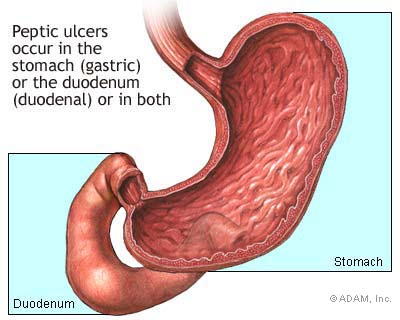 Peptic ulcers
occur in the
stomach (gastric)
or the duodenum
(duodenal) or in both
Stomach
Duodenum
©ADAM, Inc.